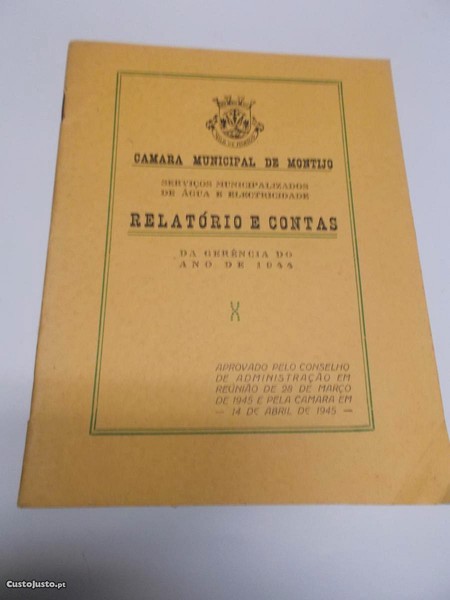 CAMARA MUNICIPAL DE MONTIJO
SERVIÇOS MUNICIPALIZADOS
DE ÁGUA E ELECTRICIDADE
RELATÓRIO E CONTAS
DA GERÊNCIA DO
ANO DE 1944
APROVADO PELO CONSELHO
DE ADMINISTRAÇÃO EM
REUNIÃO DE 28 DE MARÇO
DE 1945 E PELA CAMARA EM
— 14 DE ABRIL DE 1945 —
CustoJusto.pt